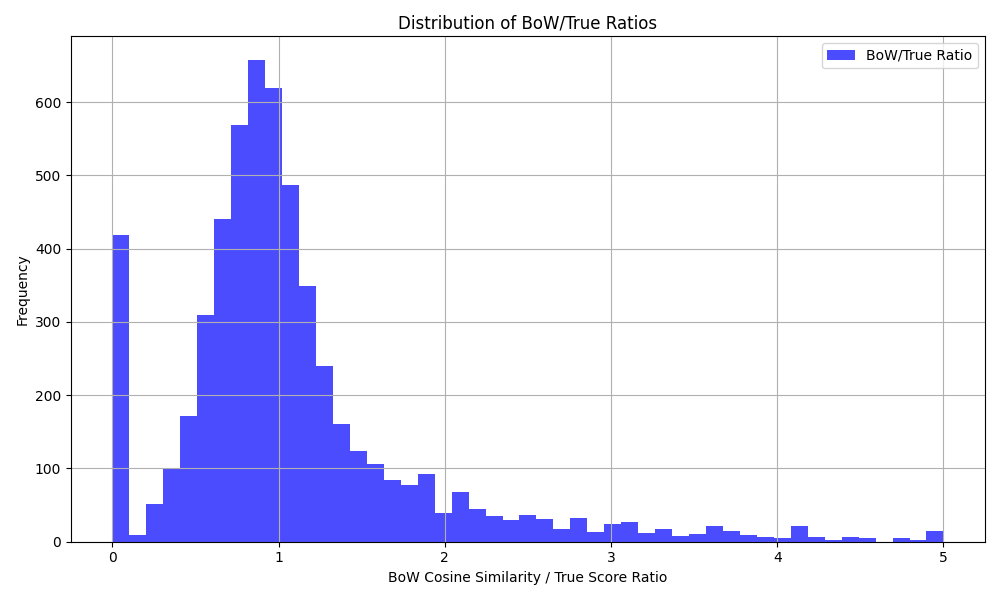 Distribution of BoW/True Ratios
BoW/True Ratio
Frequency
600
500
400
300
200
100
0
0 1 2 3 4 5
BoW Cosine Similarity / True Score Ratio